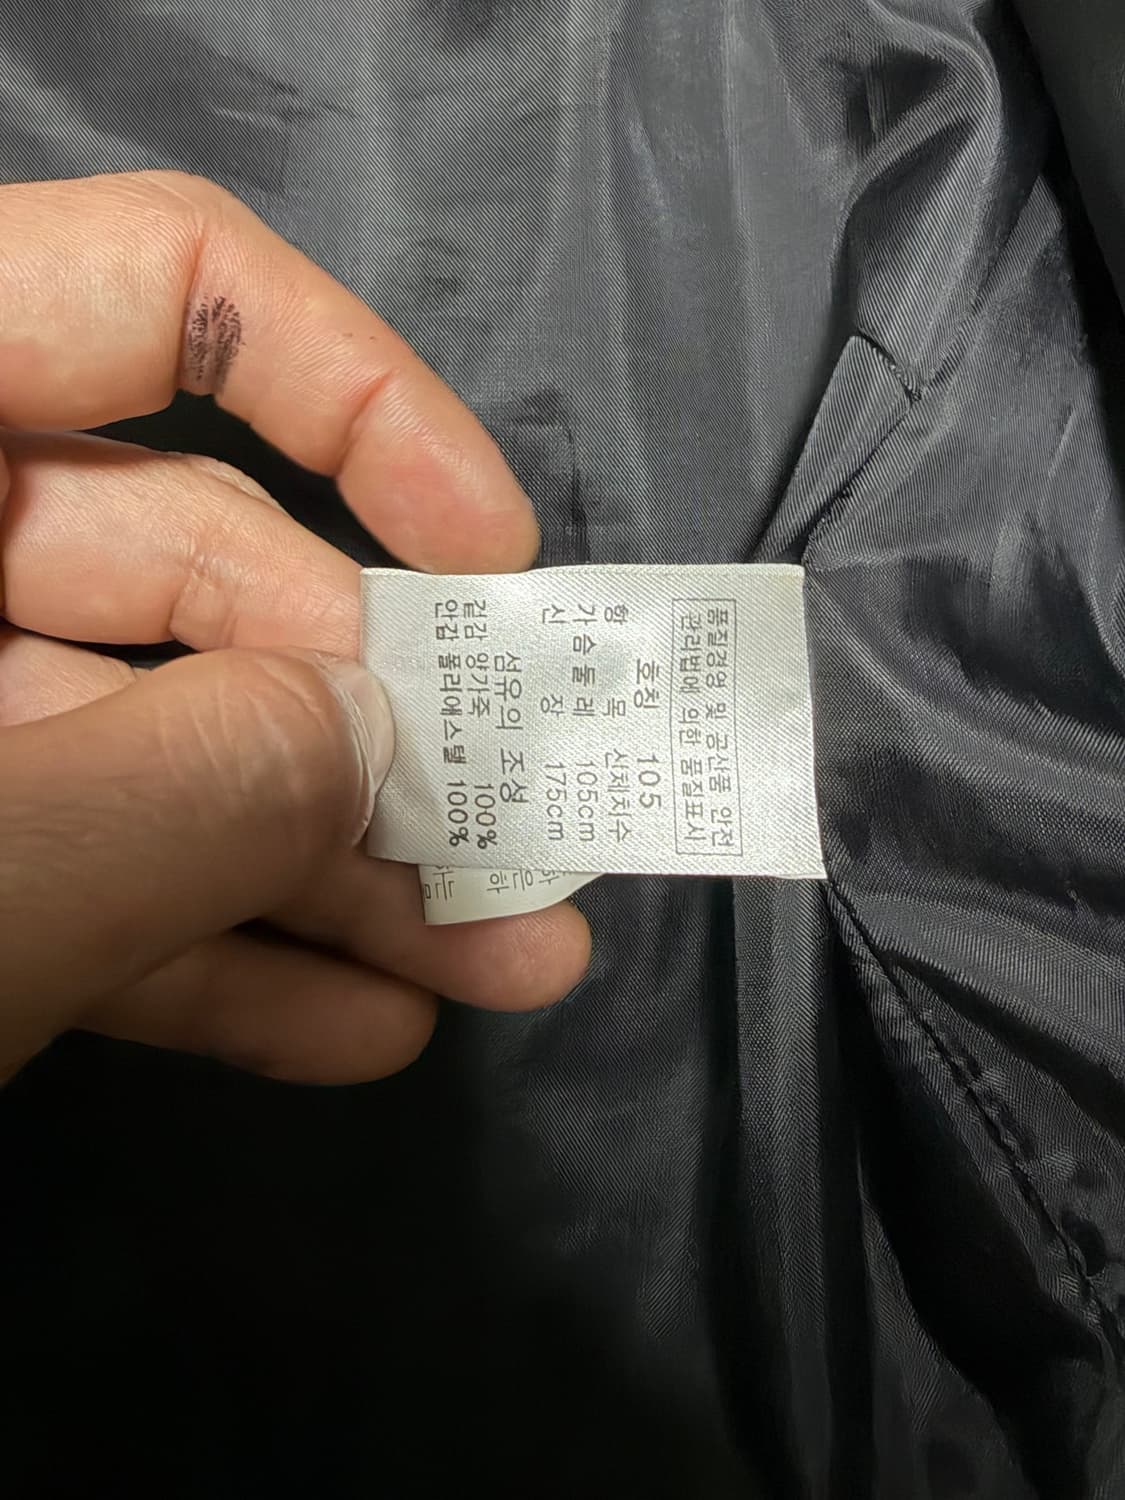 품질경영 및 공산품 안전
관리법에 의한 품질표시
호칭 105
항 목 신체치수
가슴둘레 105cm
신 장 175cm
섬유의 조성
겉감 양가죽 100%
안감 폴리에스텔 100%